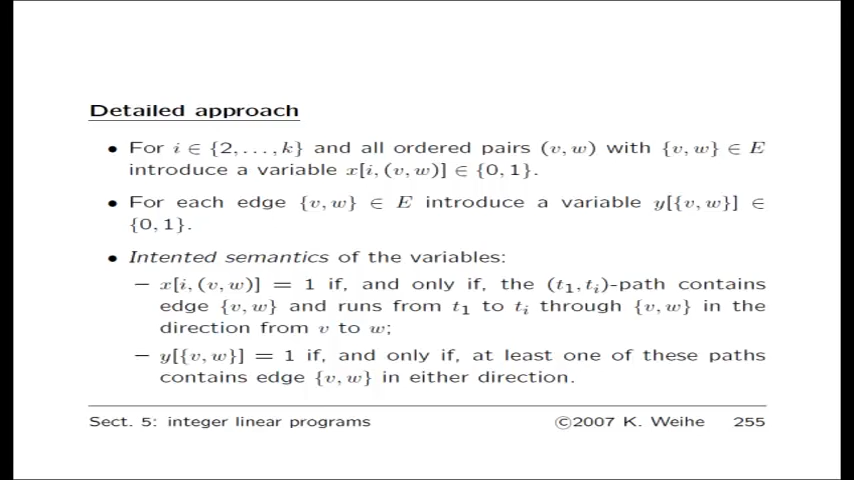 Detailed approach
• For i ∈ {2, . . . , k} and all ordered pairs (v, w) with {v, w} ∈ E
introduce a variable x[i, (v, w)] ∈ {0, 1}.
• For each edge {v, w} ∈ E introduce a variable y[{v, w}] ∈
{0, 1}.
• Intented semantics of the variables:
– x[i, (v, w)] = 1 if, and only if, the (t₁, tᵢ)-path contains
edge {v, w} and runs from t₁ to tᵢ through {v, w} in the
direction from v to w;
– y[{v, w}] = 1 if, and only if, at least one of these paths
contains edge {v, w} in either direction.
Sect. 5: integer linear programs ©2007 K. Weihe 255